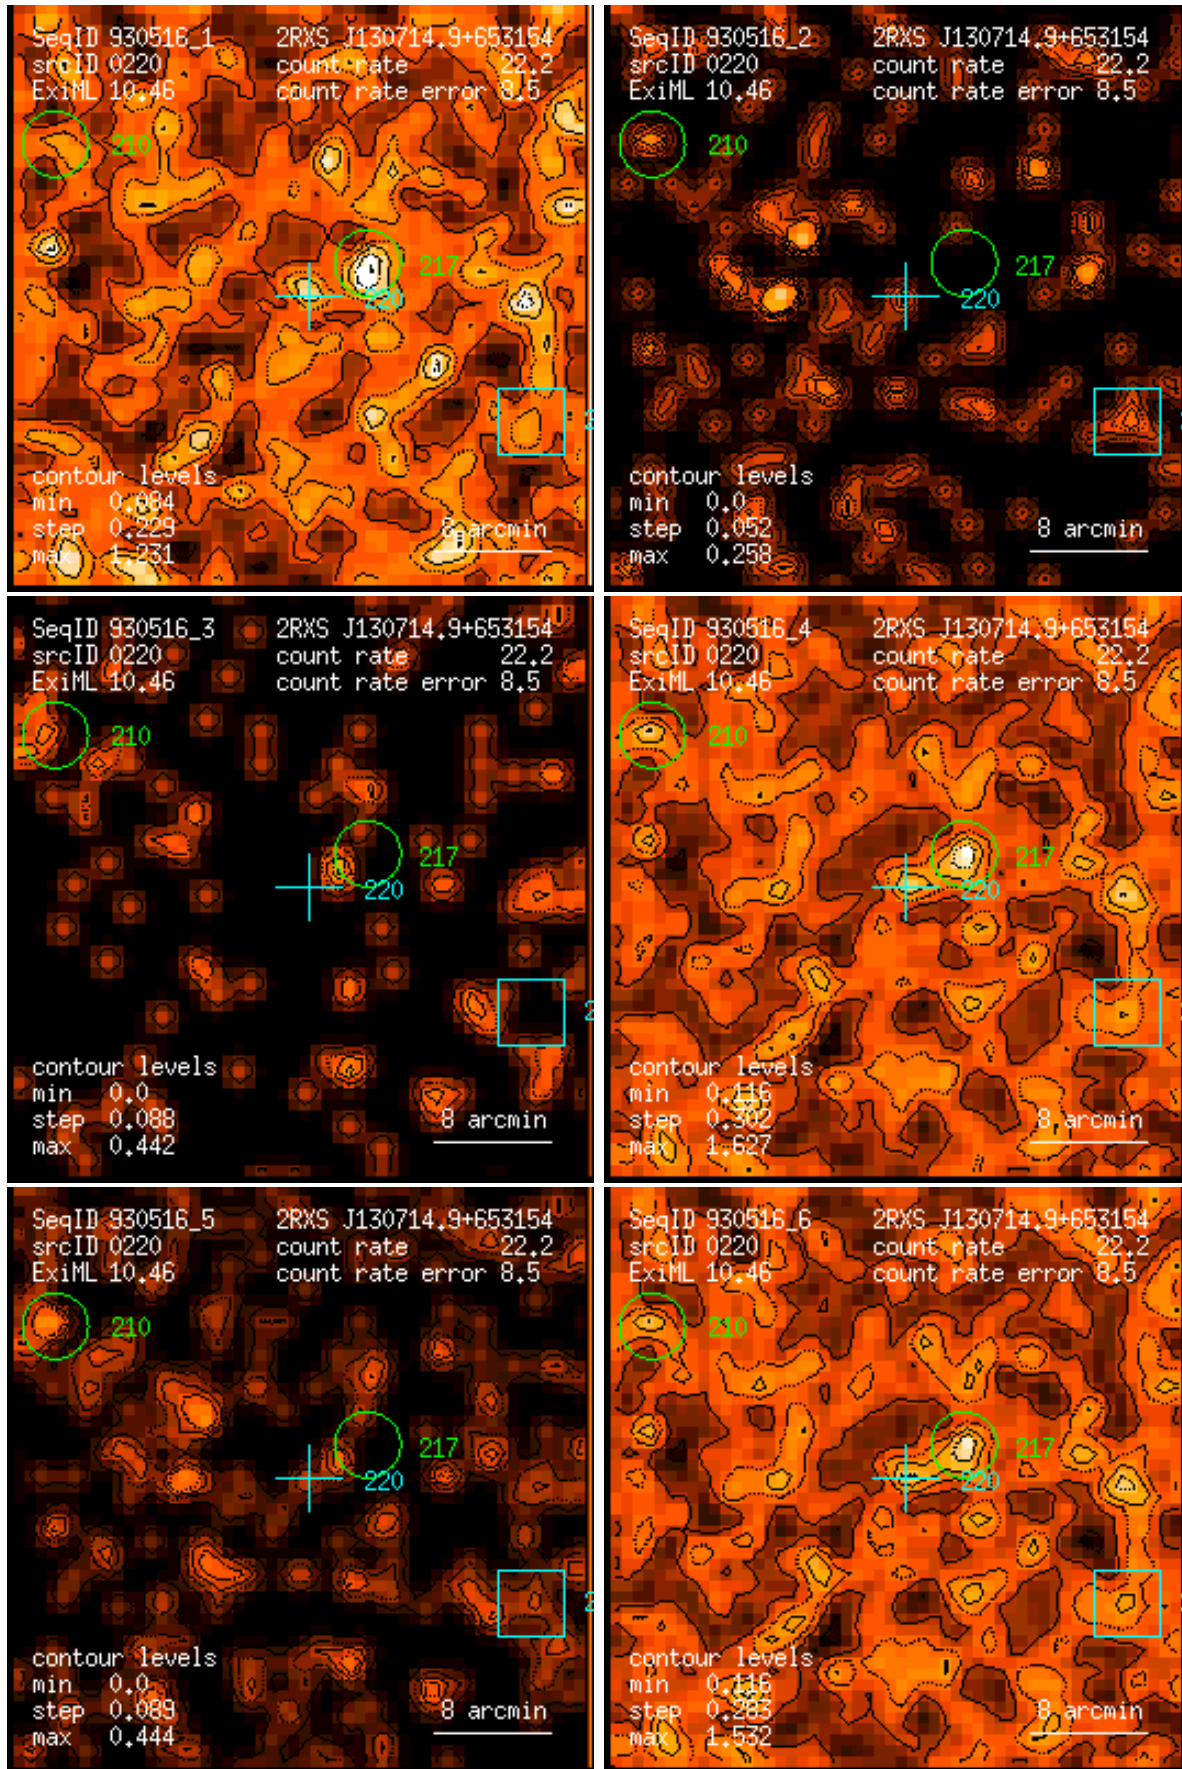 SeqID 930516_1 2RXS J130714.9+653154
srcID 0220 count rate 22.2
ExiML 10.46 count rate error 8.5
210
217
220
2
contour levels
min 0.084
step 0.229
max 1.231
8 arcmin
SeqID 930516_2 2RXS J130714.9+653154
srcID 0220 count rate 22.2
ExiML 10.46 count rate error 8.5
210
217
220
contour levels
min 0.0
step 0.052
max 0.258
8 arcmin
SeqID 930516_3 2RXS J130714.9+653154
srcID 0220 count rate 22.2
ExiML 10.46 count rate error 8.5
210
217
220
2
contour levels
min 0.0
step 0.088
max 0.442
8 arcmin
SeqID 930516_4 2RXS J130714.9+653154
srcID 0220 count rate 22.2
ExiML 10.46 count rate error 8.5
210
217
220
contour levels
min 0.116
step 0.302
max 1.627
8 arcmin
SeqID 930516_5 2RXS J130714.9+653154
srcID 0220 count rate 22.2
ExiML 10.46 count rate error 8.5
210
217
220
2
contour levels
min 0.0
step 0.089
max 0.444
8 arcmin
SeqID 930516_6 2RXS J130714.9+653154
srcID 0220 count rate 22.2
ExiML 10.46 count rate error 8.5
210
217
220
contour levels
min 0.116
step 0.283
max 1.532
8 arcmin